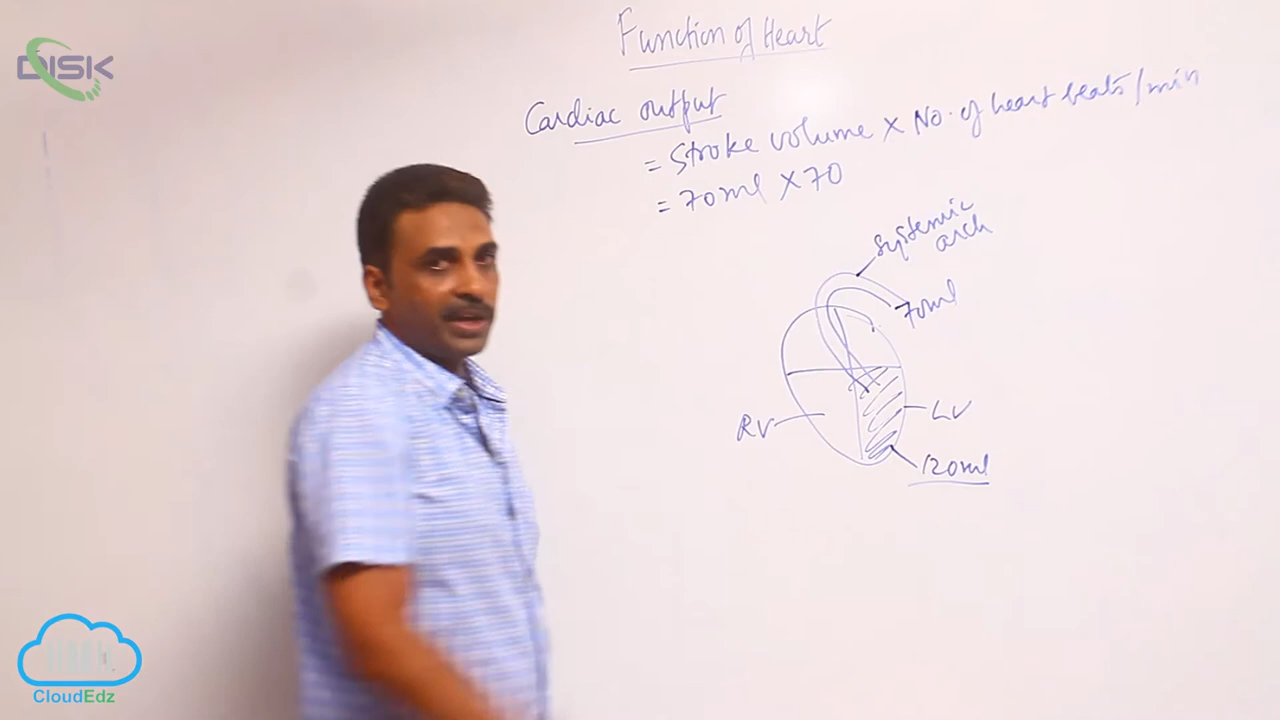 DISK
Function of Heart
Cardiac output
= Stroke volume × No. of heart beats/min
= 70ml × 70
Systemic
arch
70ml
RV
LV
120ml
CloudEdz